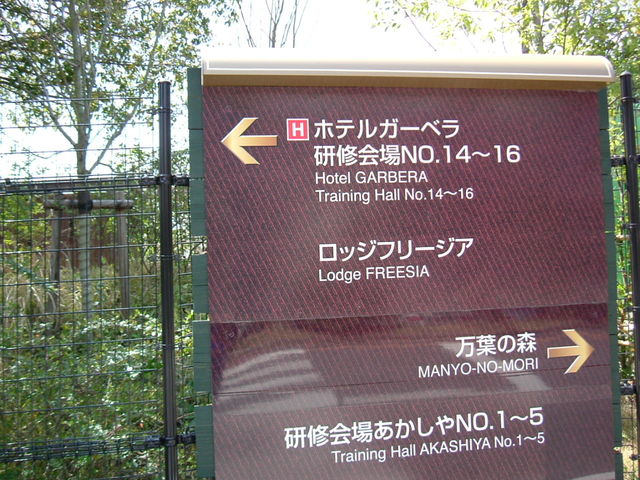 H ホテルガーベラ
研修会場NO.14～16
Hotel GARBERA
Training Hall No.14～16
ロッジフリージア
Lodge FREESIA
万葉の森
MANYO-NO-MORI
研修会場あかしやNO.1～5
Training Hall AKASHIYA No.1～5